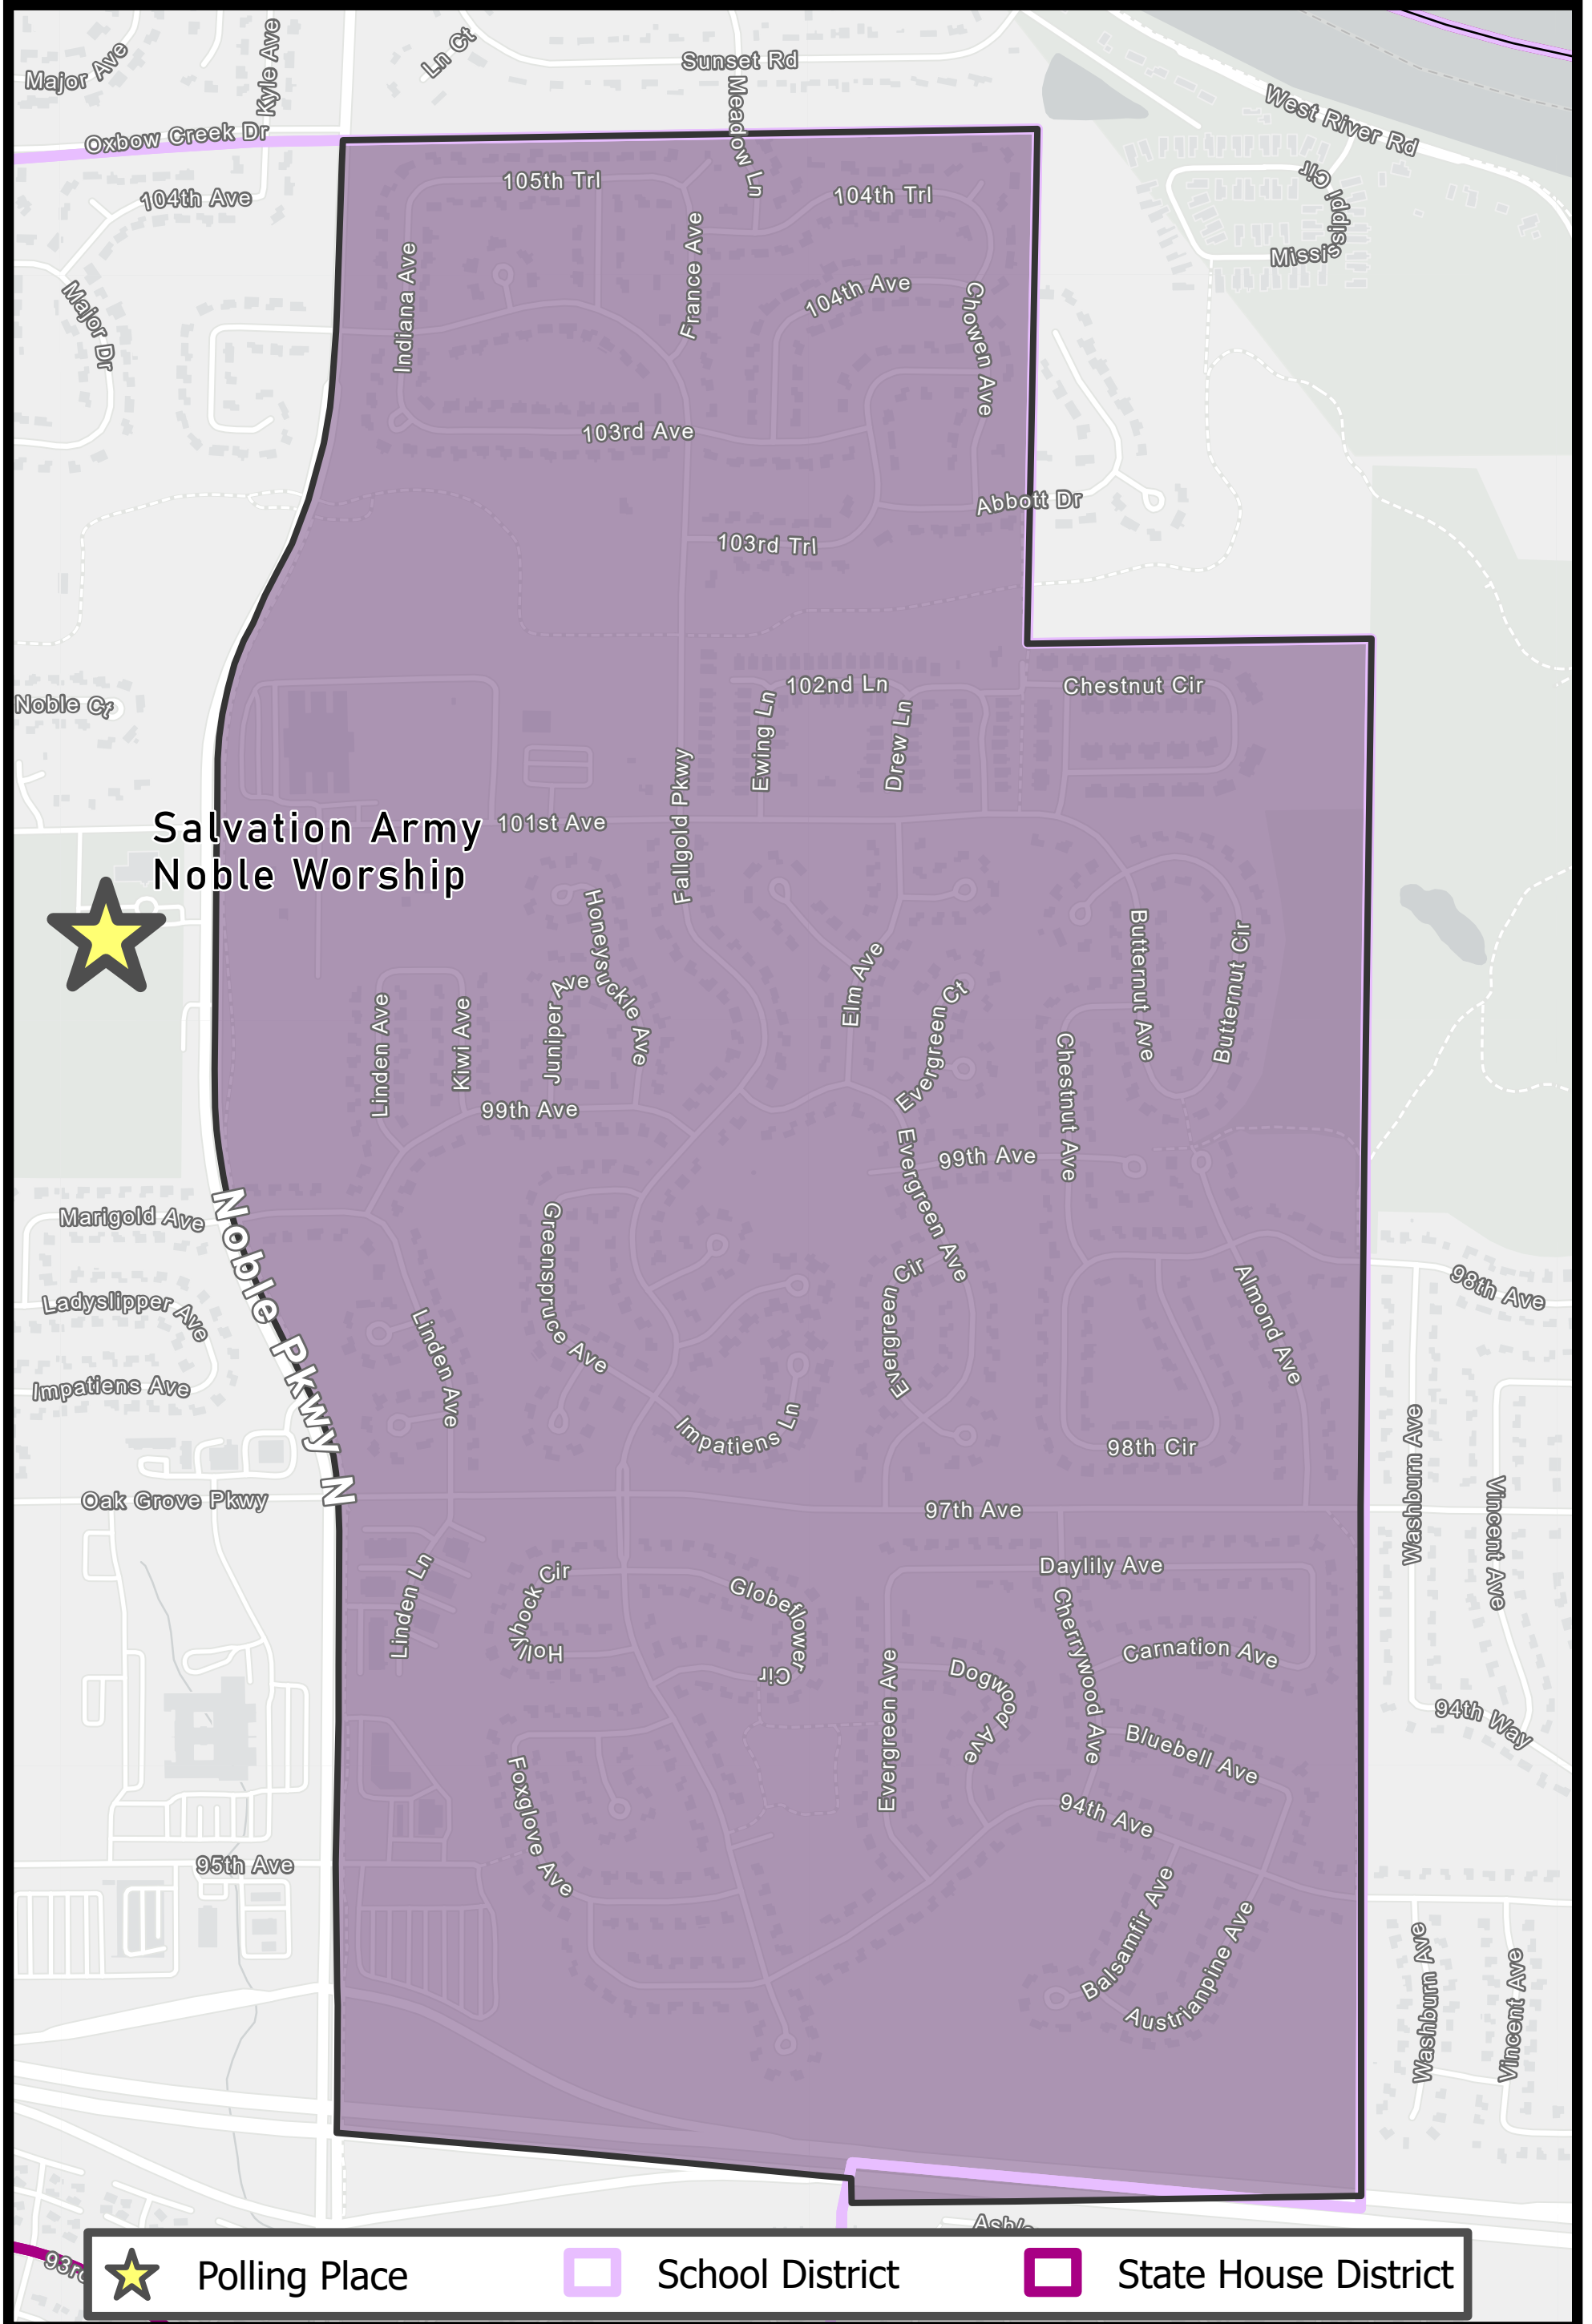 Major Ave
Kyle Ave
Ln Ct
Sunset Rd
Meadow Ln
West River Rd
Oxbow Creek Dr
104th Ave
105th Trl
104th Trl
Mississippi Cir
Indiana Ave
France Ave
104th Ave
Chowen Ave
Major Dr
103rd Ave
Abbott Dr
103rd Trl
Noble Ct
102nd Ln
Chestnut Cir
Ewing Ln
Drew Ln
Fallgold Pkwy
101st Ave
Salvation Army
Noble Worship
Honeysuckle Ave
Juniper Ave
Elm Ave
Evergreen Ct
Butternut Ave
Butternut Cir
Linden Ave
Kiwi Ave
Chestnut Ave
99th Ave
99th Ave
Evergreen Ave
Marigold Ave
Noble Pkwy N
Greenspruce Ave
Evergreen Cir
Almond Ave
98th Ave
Ladyslipper Ave
Linden Ave
Impatiens Ave
Impatiens Ln
98th Cir
Washburn Ave
Vincent Ave
Oak Grove Pkwy
97th Ave
Linden Ln
Hollyhock Cir
Globeflower Cir
Daylily Ave
Cherrywood Ave
Carnation Ave
Evergreen Ave
Dogwood Ave
Bluebell Ave
94th Way
Foxglove Ave
94th Ave
95th Ave
Balsamfir Ave
Austrianpine Ave
Washburn Ave
Vincent Ave
93rd
Polling Place
School District
State House District